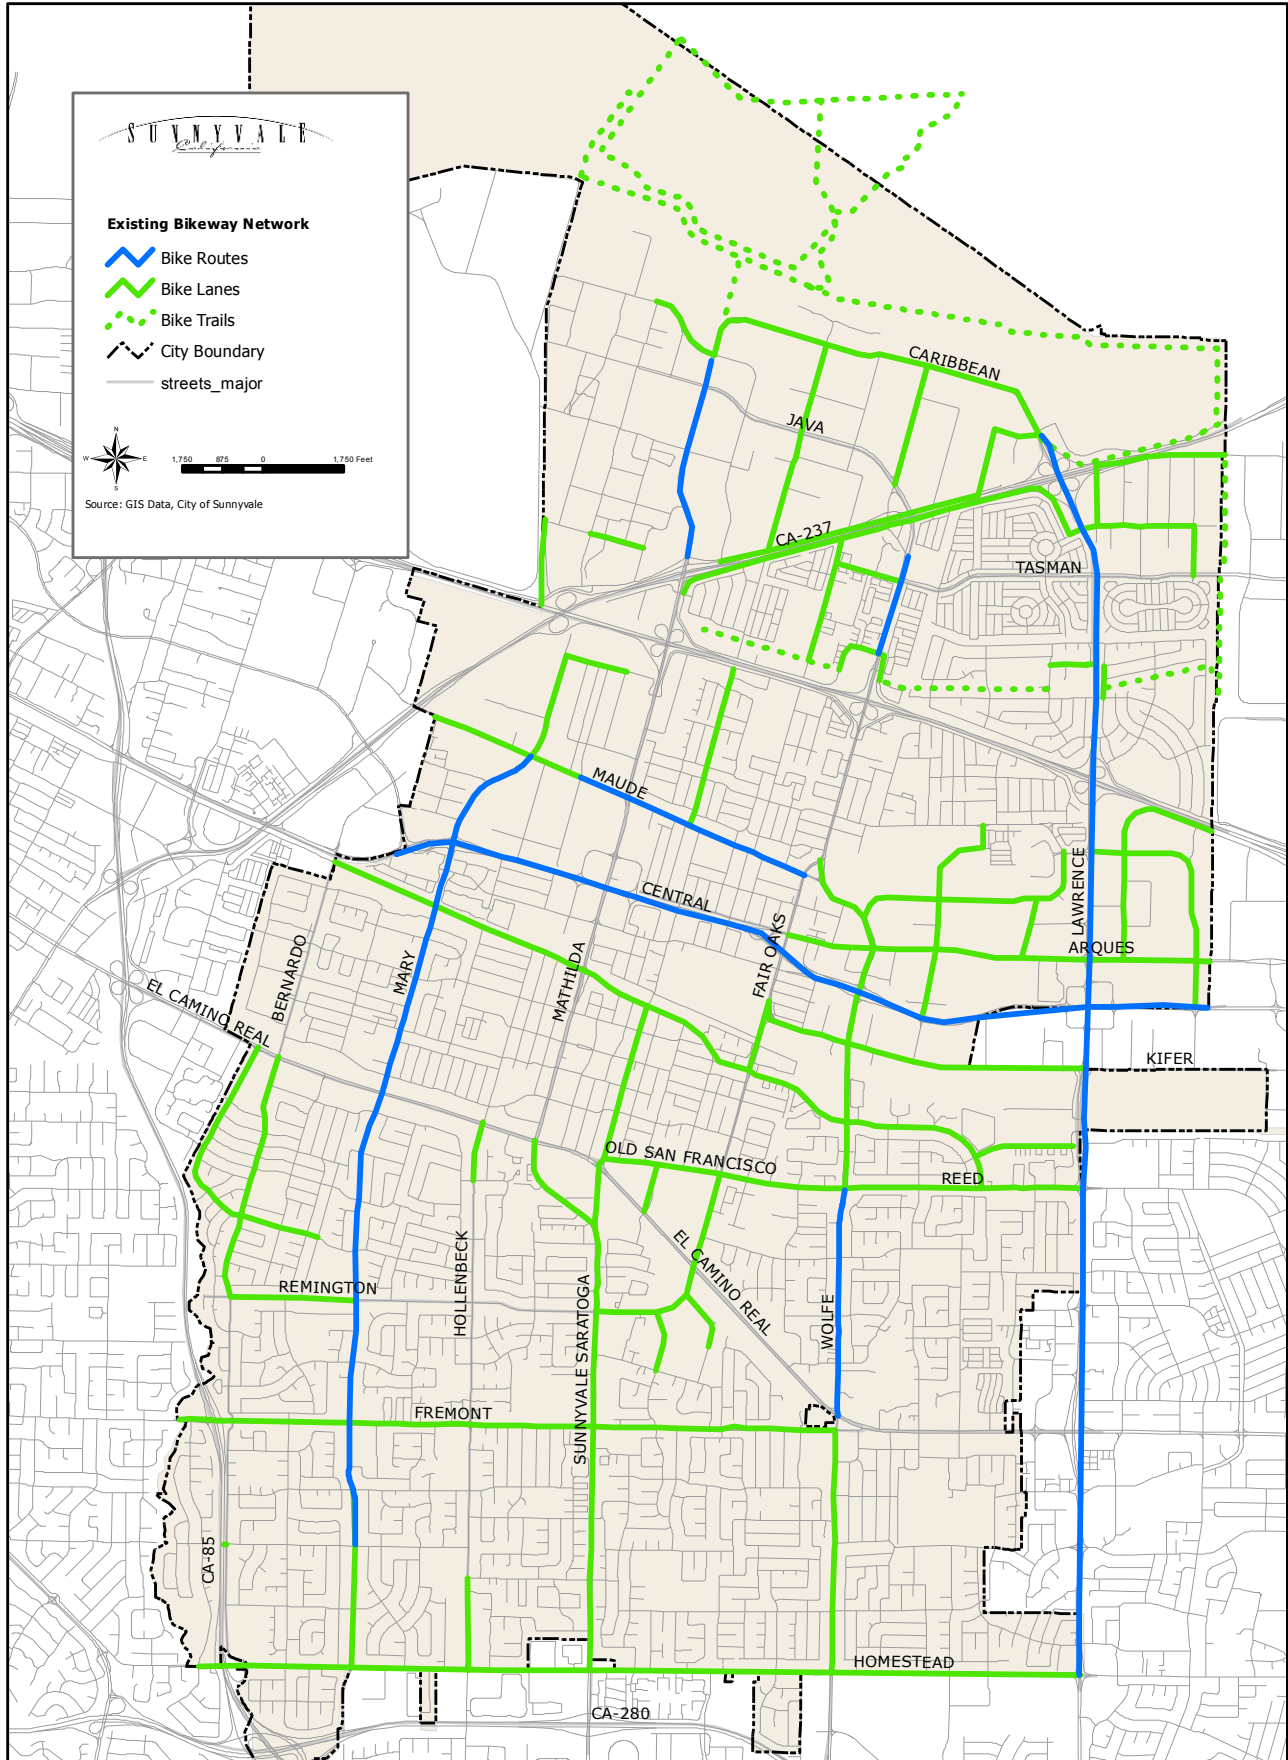 SUNNYVALE
California
Existing Bikeway Network
Bike Routes
Bike Lanes
Bike Trails
City Boundary
streets_major
N
W E
S
1,750 875 0 1,750 Feet
Source: GIS Data, City of Sunnyvale
CARIBBEAN
JAVA
CA-237
TASMAN
MAUDE
CENTRAL
LAWRENCE
ARQUES
FAIR OAKS
MATHILDA
MARY
BERNARDO
EL CAMINO REAL
KIFER
OLD SAN FRANCISCO
REED
EL CAMINO REAL
REMINGTON
HOLLENBECK
SUNNYVALE SARATOGA
WOLFE
FREMONT
CA-85
HOMESTEAD
CA-280